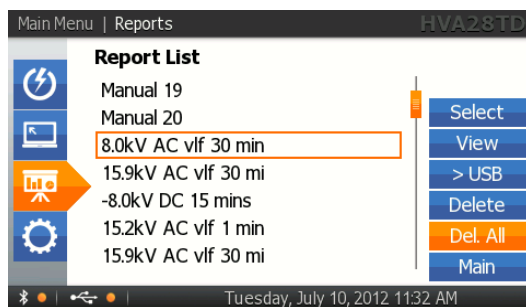 Main Menu | Reports
HVA28TD
Report List
Manual 19
Manual 20
8.0kV AC vlf 30 min
15.9kV AC vlf 30 mi
-8.0kV DC 15 mins
15.2kV AC vlf 1 min
15.9kV AC vlf 30 mi
Select
View
> USB
Delete
Del. All
Main
Tuesday, July 10, 2012 11:32 AM